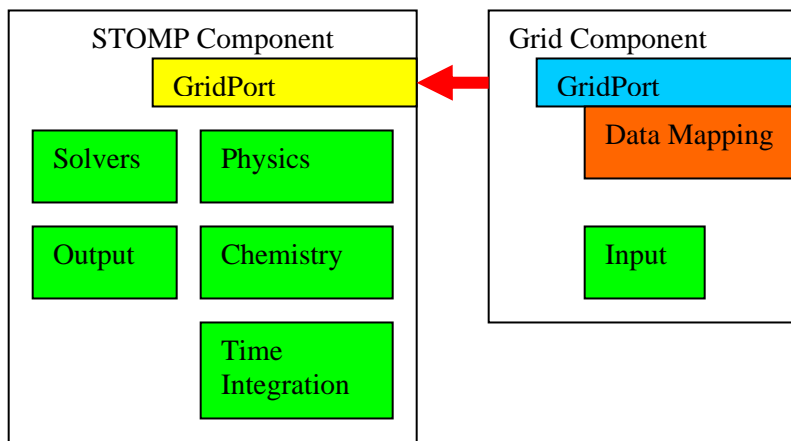 STOMP Component
GridPort
Solvers
Physics
Output
Chemistry
Time
Integration
Grid Component
GridPort
Data Mapping
Input